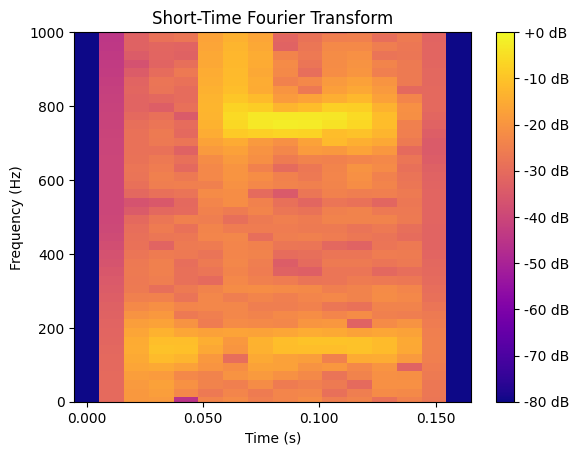 Short-Time Fourier Transform
1000
800
600
400
200
0
Frequency (Hz)
0.000
0.050
0.100
0.150
Time (s)
+0 dB
-10 dB
-20 dB
-30 dB
-40 dB
-50 dB
-60 dB
-70 dB
-80 dB